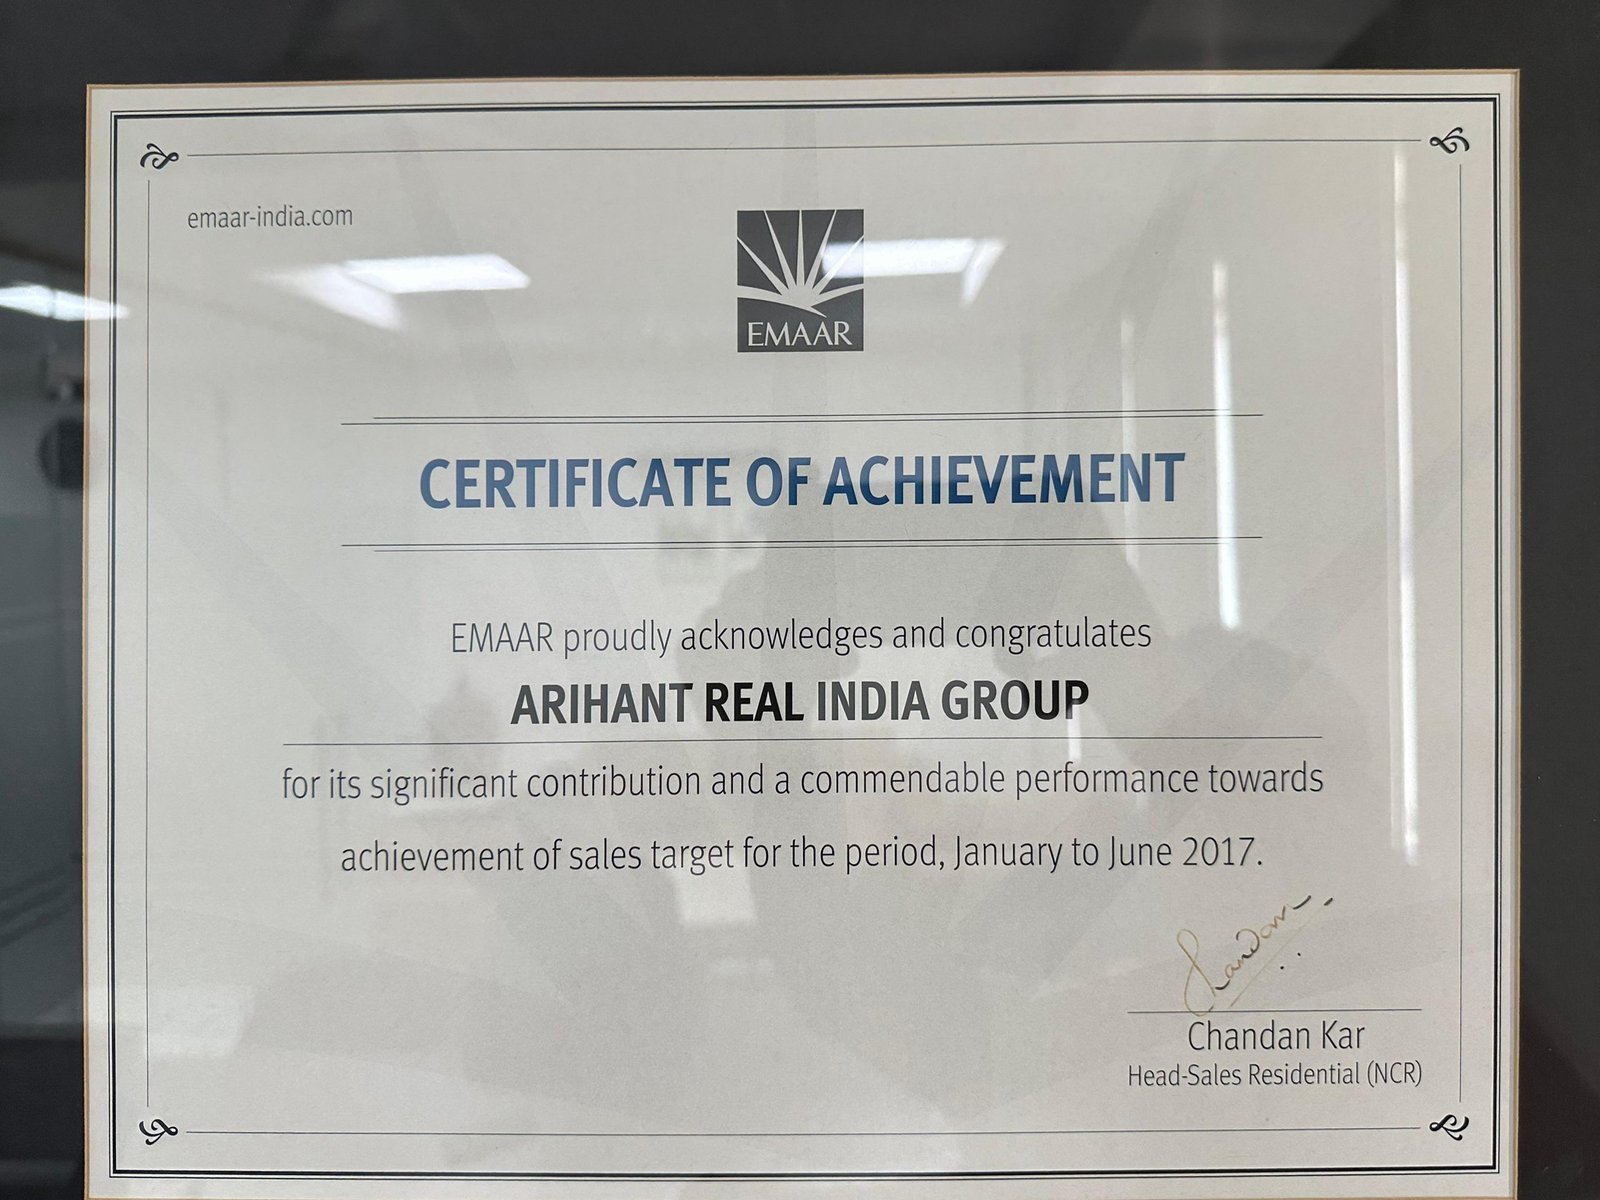 emaar-india.com
EMAAR
CERTIFICATE OF ACHIEVEMENT
EMAAR proudly acknowledges and congratulates
ARIHANT REAL INDIA GROUP
for its significant contribution and a commendable performance towards
achievement of sales target for the period, January to June 2017.
Chandan
Chandan Kar
Head-Sales Residential (NCR)